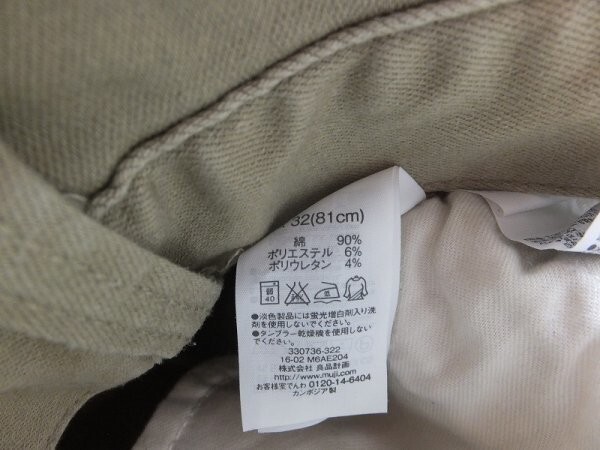 32(81cm)
綿 90%
ポリエステル 6%
ポリウレタン 4%
40 低
●淡色製品には蛍光増白剤入り洗
剤を使用しないでください。
●タンブラー乾燥機を使用しないで
ください。
330736-322
16-02 M6AE204
株式会社 良品計画
http://www.muji.com
お客様室でんわ 0120-14-6404
カンボジア製